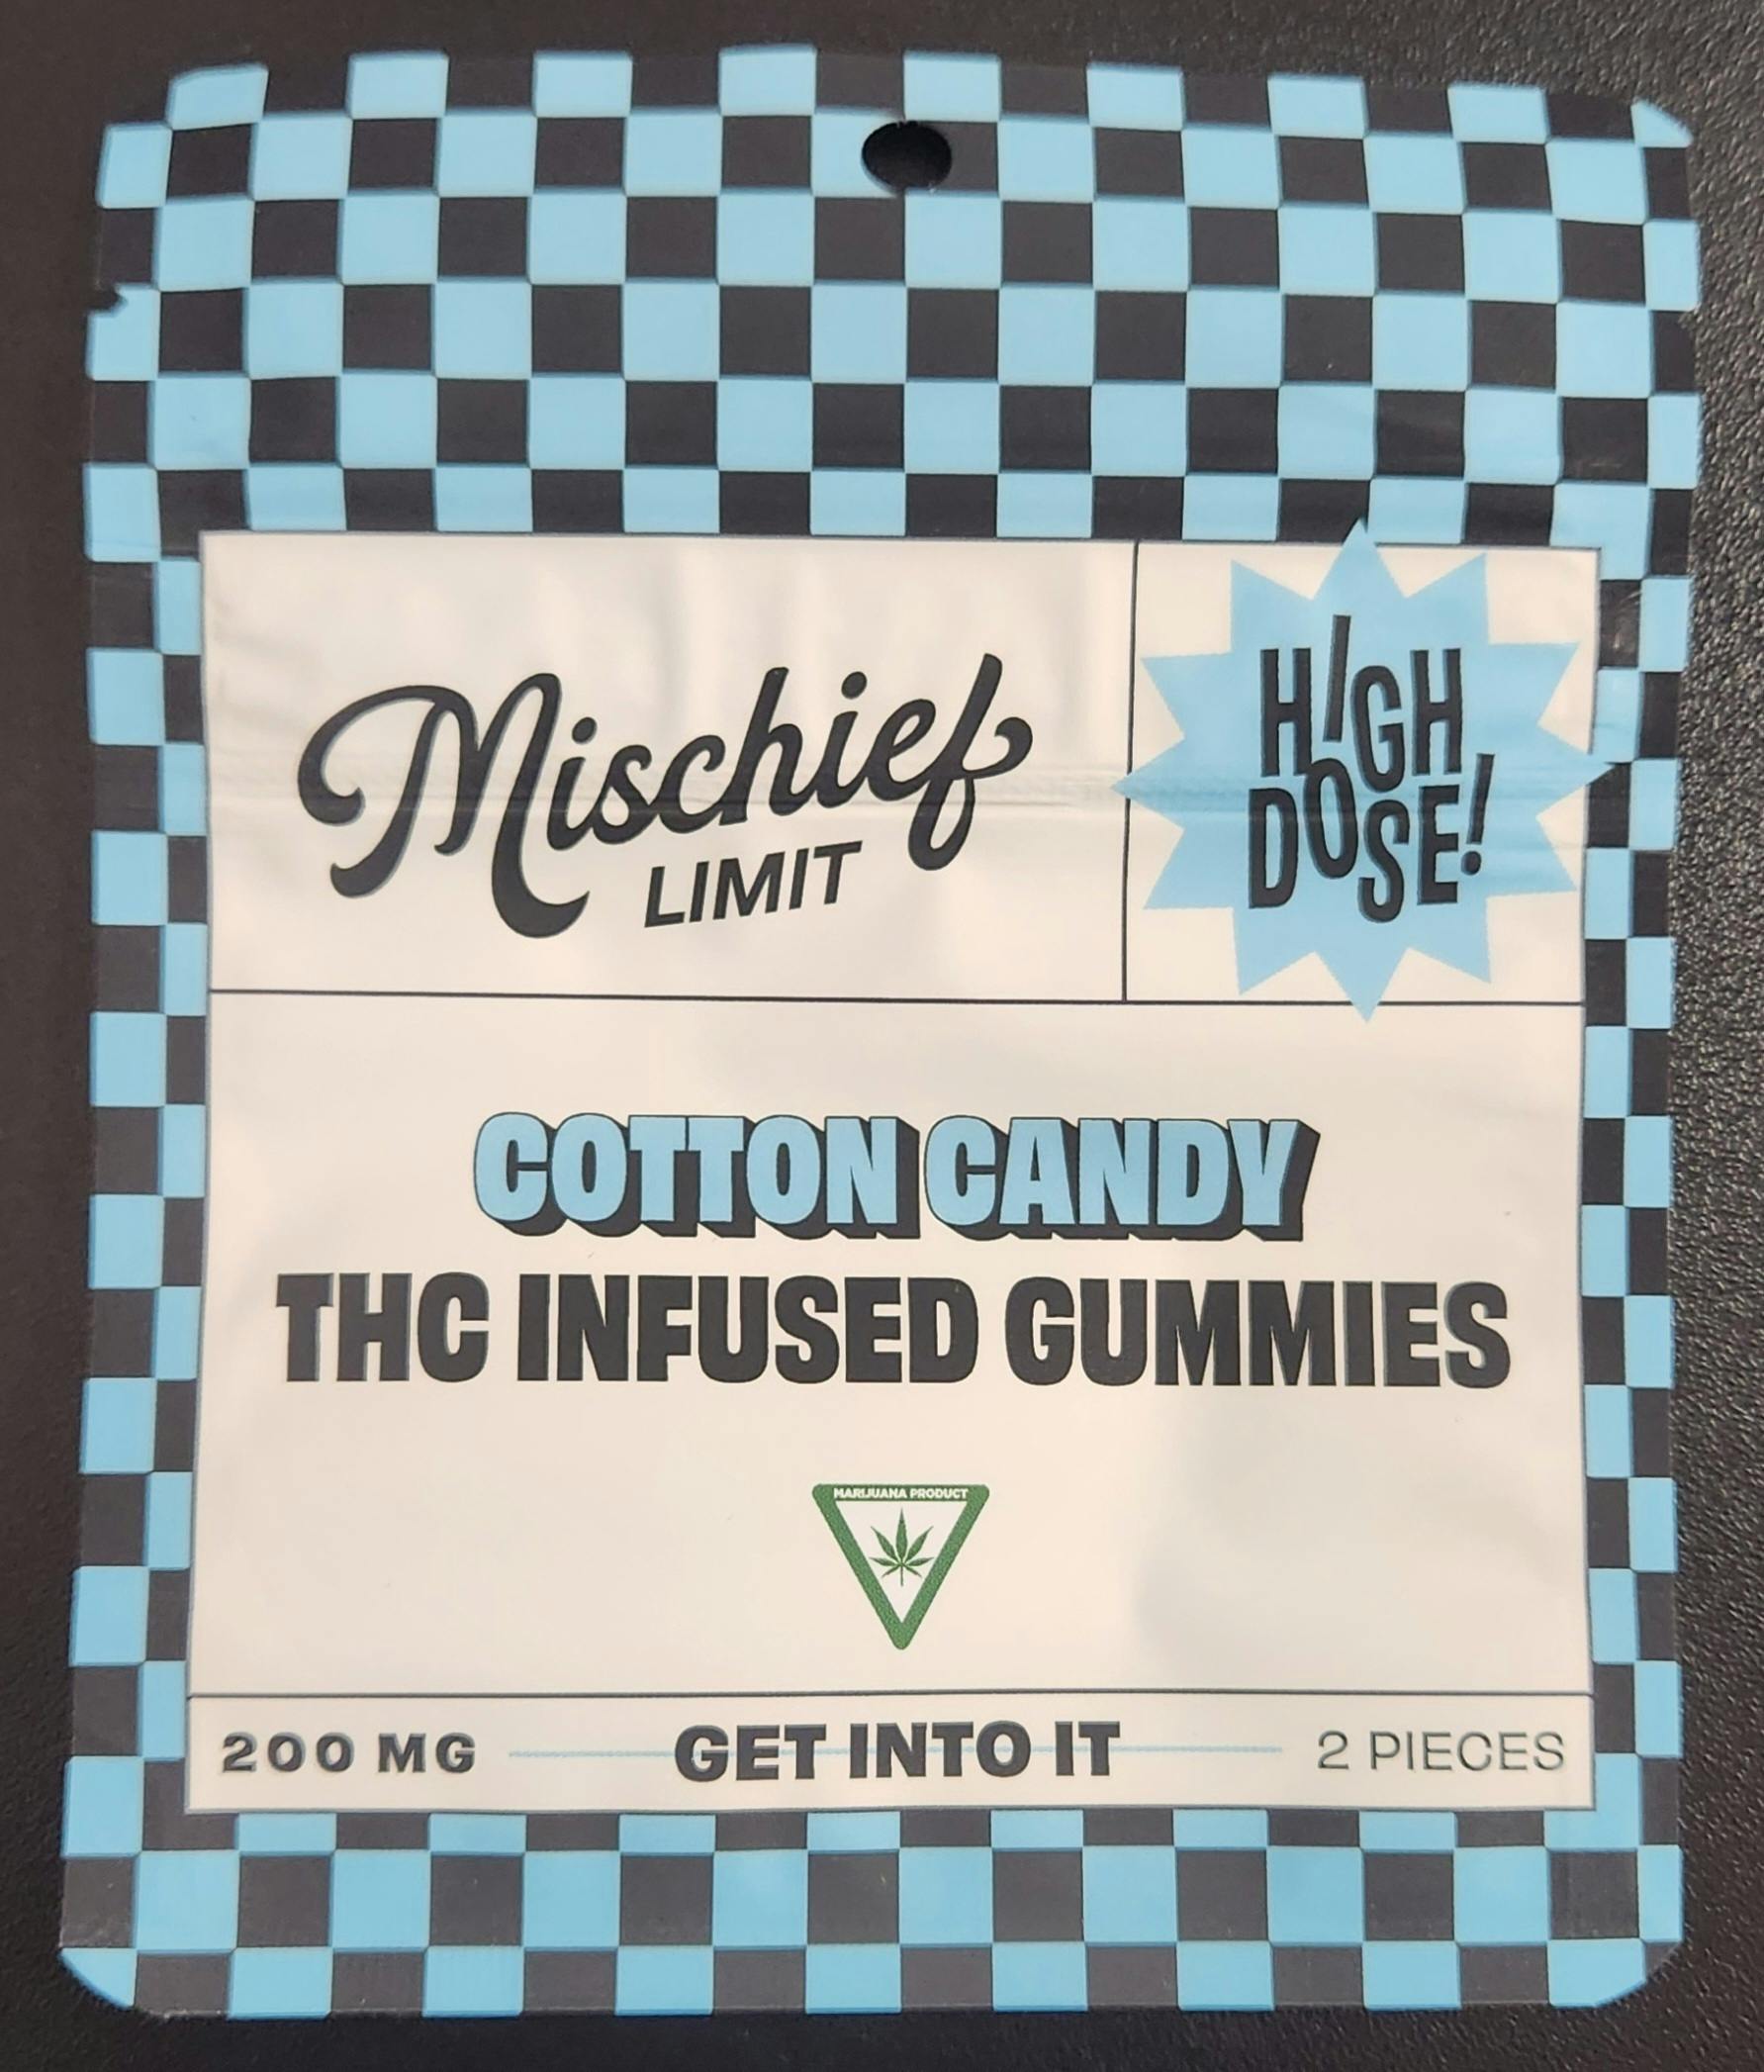 Mischief
LIMIT
HIGH
DOSE!
COTTON CANDY
THC INFUSED GUMMIES
MARIJUANA PRODUCT
200 MG GET INTO IT 2 PIECES